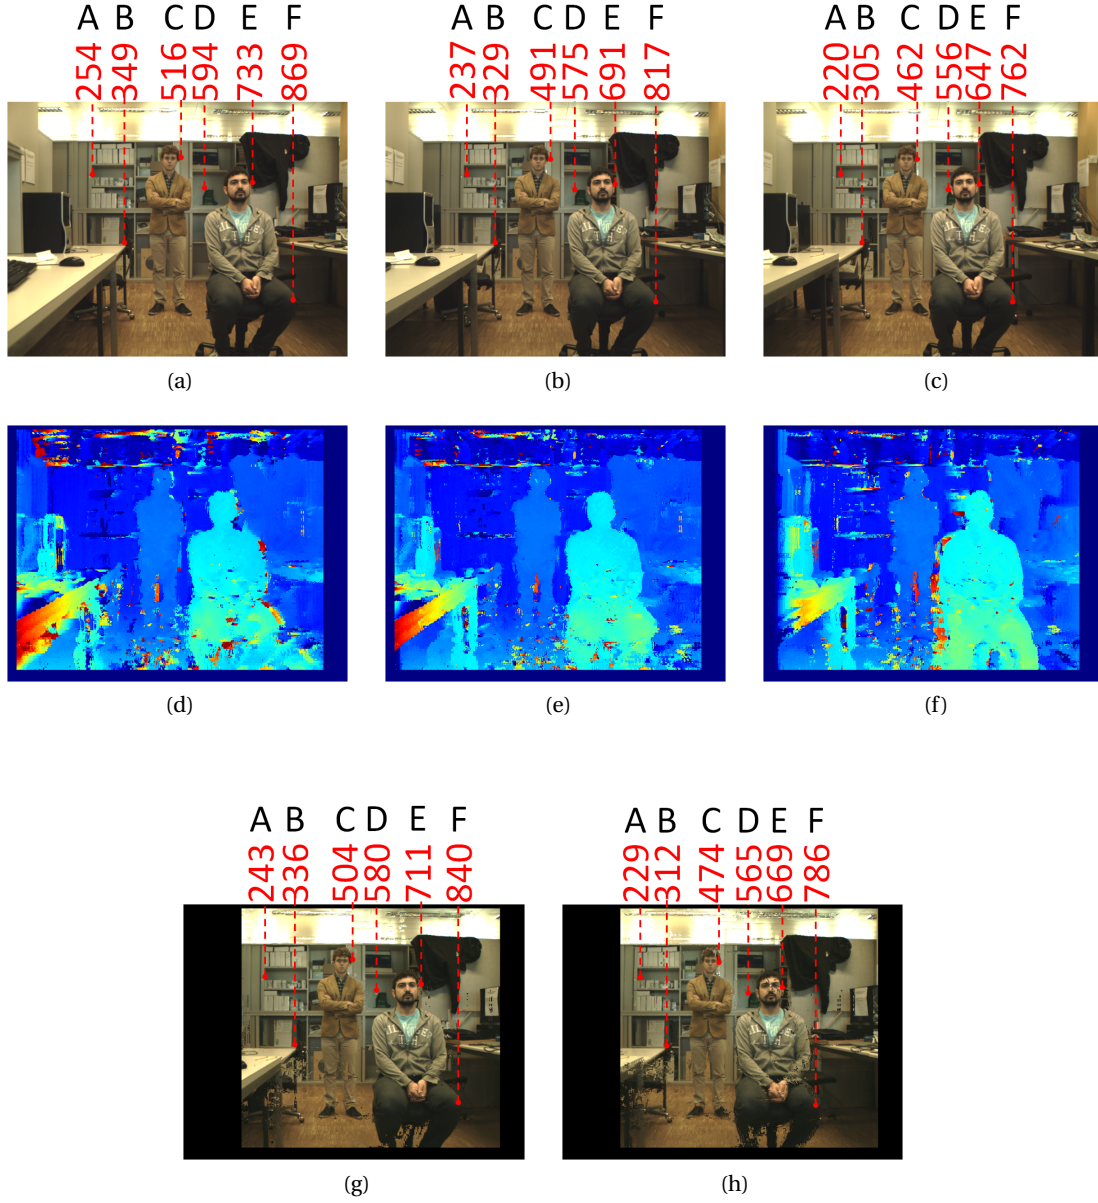 A B C D E F
254 349 516 594 733 869
A B C D E F
237 329 491 575 691 817
A B C D E F
220 305 462 556 647 762
(a)
(b)
(c)
(d)
(e)
(f)
A B C D E F
243 336 504 580 711 840
A B C D E F
229 312 474 565 669 786
(g)
(h)